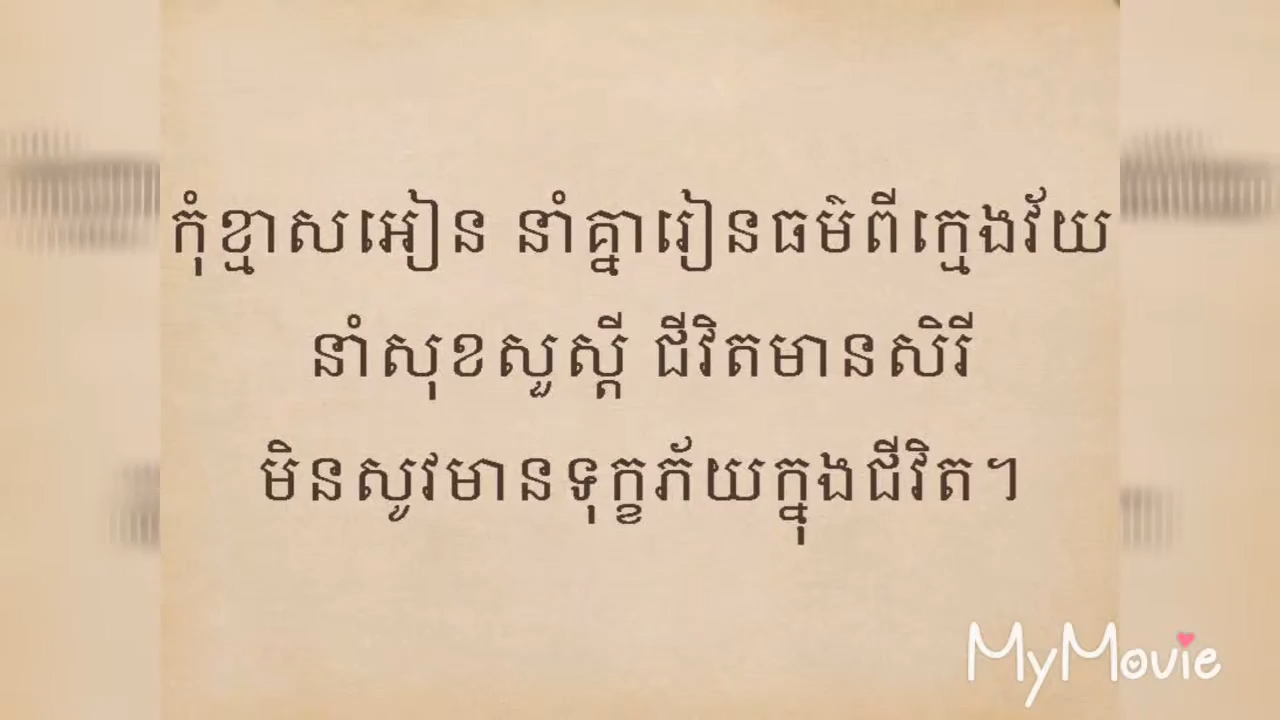 កុំខ្មាសអៀន នាំគ្នារៀនធម៌ពីក្មេងវ័យ
នាំសុខសួស្តី ជីវិតមានសិរី
មិនសូវមានទុក្ខភ័យក្នុងជីវិត។
MyMovie